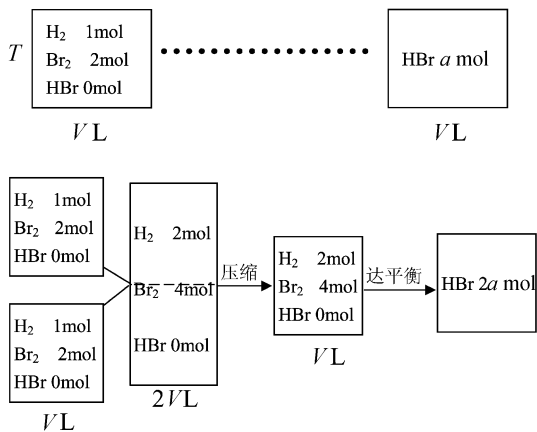 T
H₂ 1mol
Br₂ 2mol
HBr 0mol
V L
HBr a mol
V L
H₂ 1mol
Br₂ 2mol
HBr 0mol
H₂ 1mol
Br₂ 2mol
HBr 0mol
V L
H₂ 2mol
Br₂ 4mol
HBr 0mol
2V L
压缩
H₂ 2mol
Br₂ 4mol
HBr 0mol
V L
达平衡
HBr 2a mol